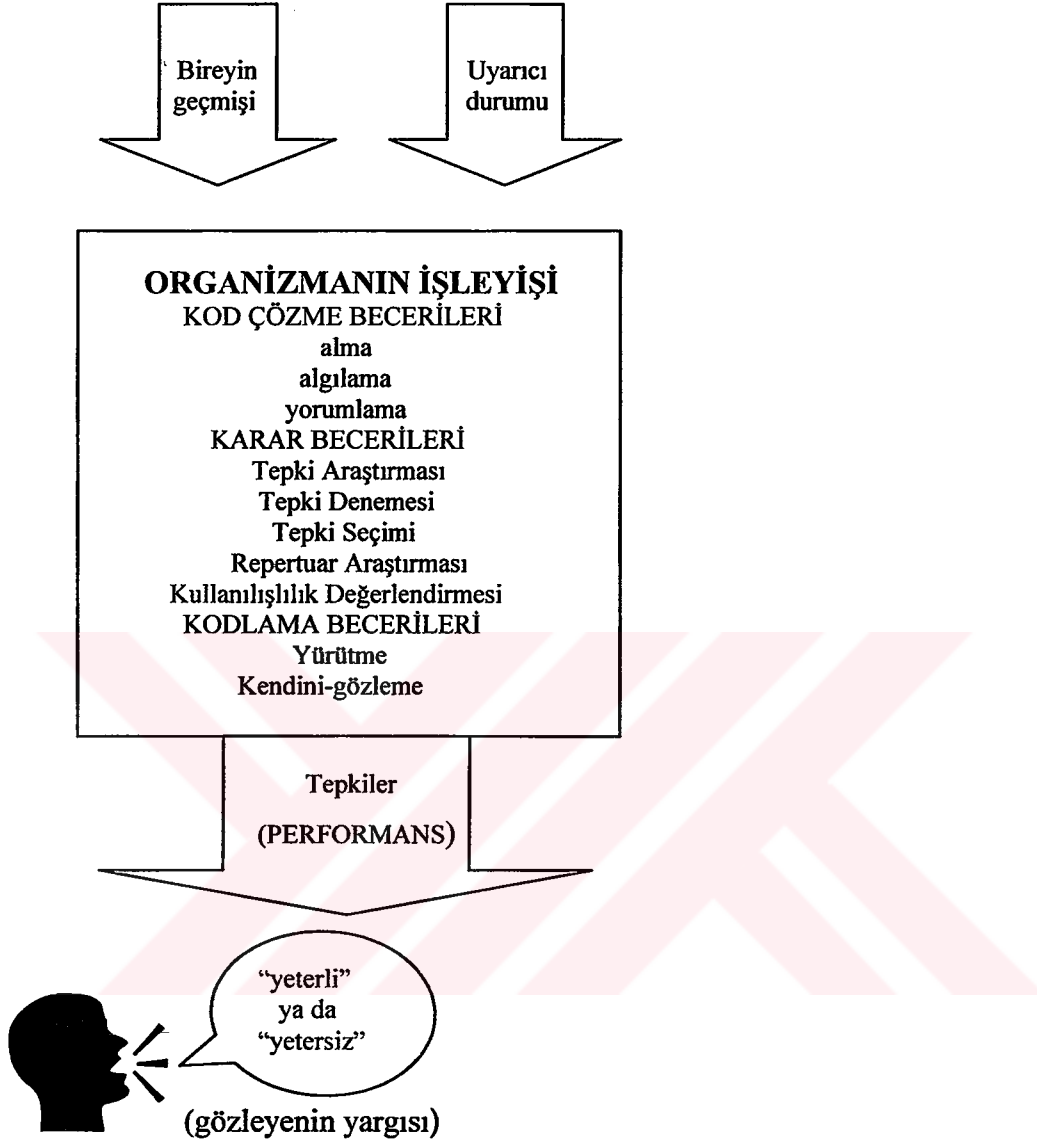 Bireyin
geçmişi
Uyarıcı
durumu
ORGANİZMANIN İŞLEYİŞİ
KOD ÇÖZME BECERİLERİ
alma
algılama
yorumlama
KARAR BECERİLERİ
Tepki Araştırması
Tepki Denemesi
Tepki Seçimi
Repertuar Araştırması
Kullanılışlılık Değerlendirmesi
KODLAMA BECERİLERİ
Yürütme
Kendini-gözleme
Tepkiler
(PERFORMANS)
“yeterli”
ya da
“yetersiz”
(gözleyenin yargısı)